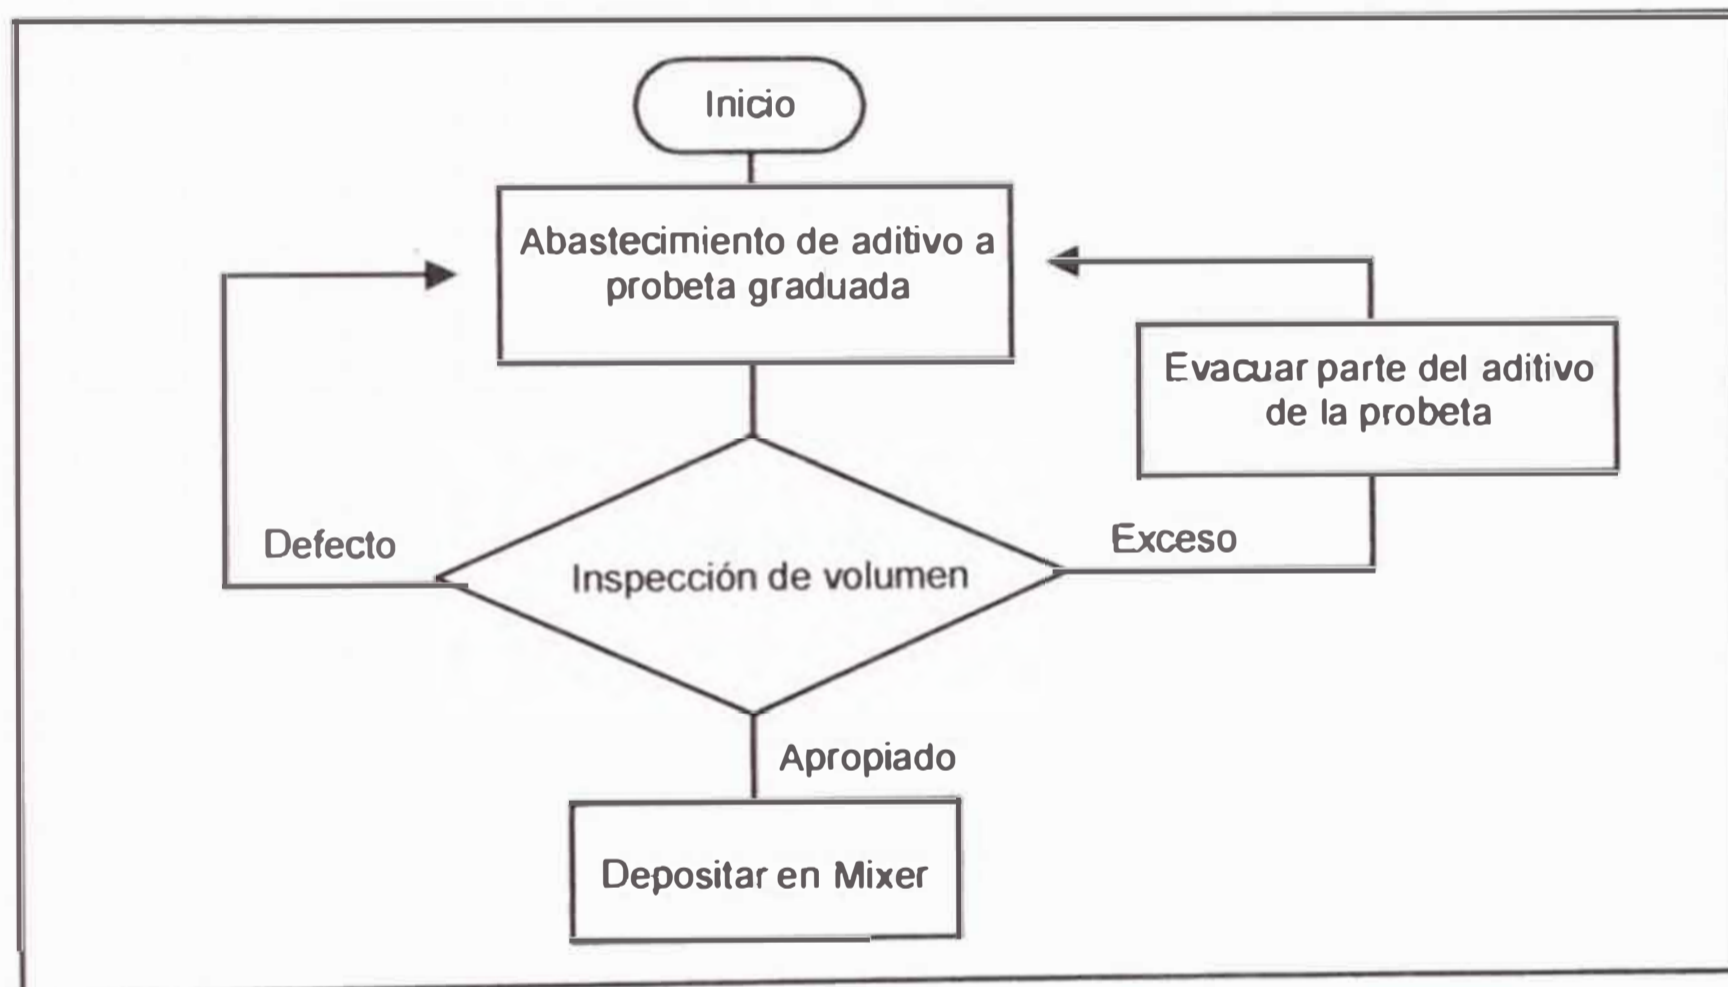 Inicio
Abastecimiento de aditivo a
probeta graduada
Evacuar parte del aditivo
de la probeta
Defecto
Inspección de volumen
Exceso
Apropiado
Depositar en Mixer